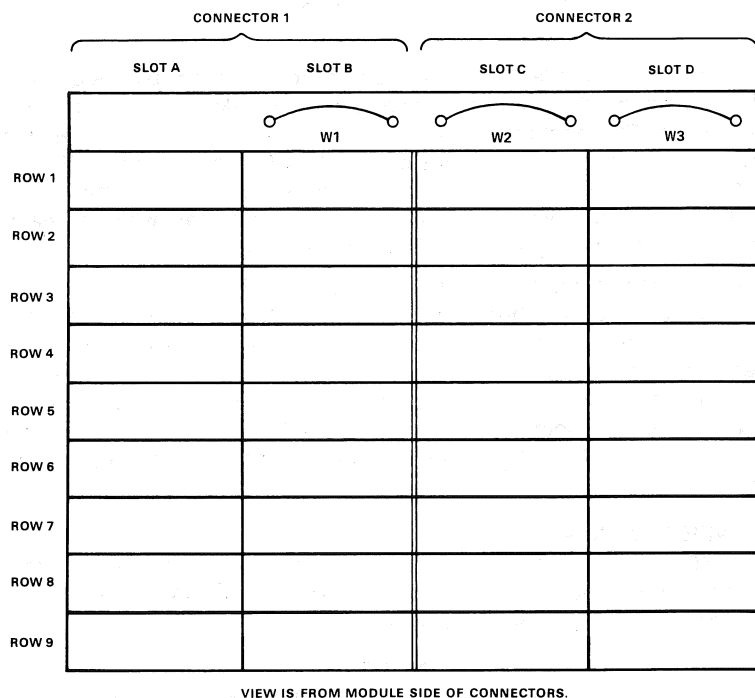 CONNECTOR 1 CONNECTOR 2
SLOT A SLOT B SLOT C SLOT D
W1 W2 W3
ROW 1
ROW 2
ROW 3
ROW 4
ROW 5
ROW 6
ROW 7
ROW 8
ROW 9
VIEW IS FROM MODULE SIDE OF CONNECTORS.